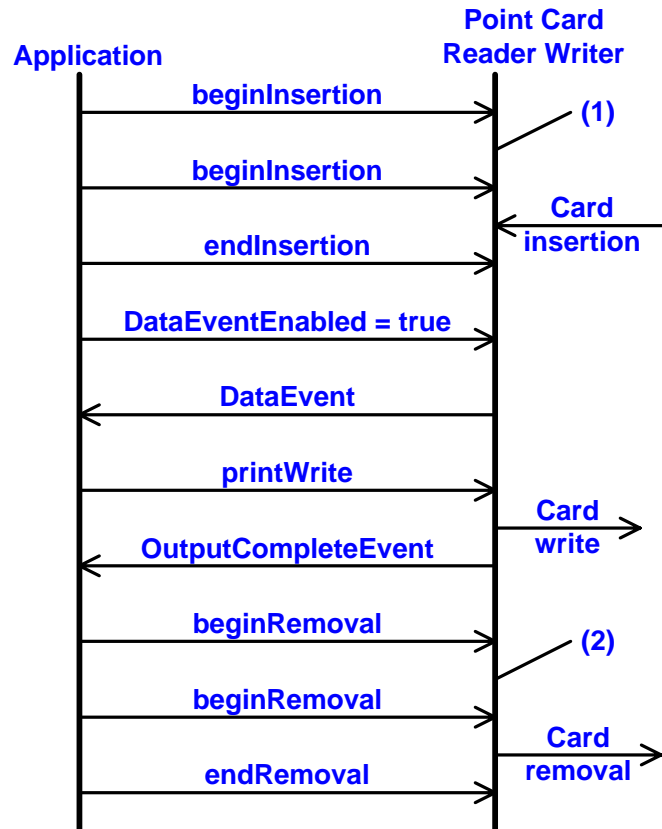 Point Card
Application
Reader Writer
beginInsertion
(1)
beginInsertion
Card
insertion
endInsertion
DataEventEnabled = true
DataEvent
printWrite
Card
write
OutputCompleteEvent
beginRemoval
(2)
beginRemoval
Card
removal
endRemoval